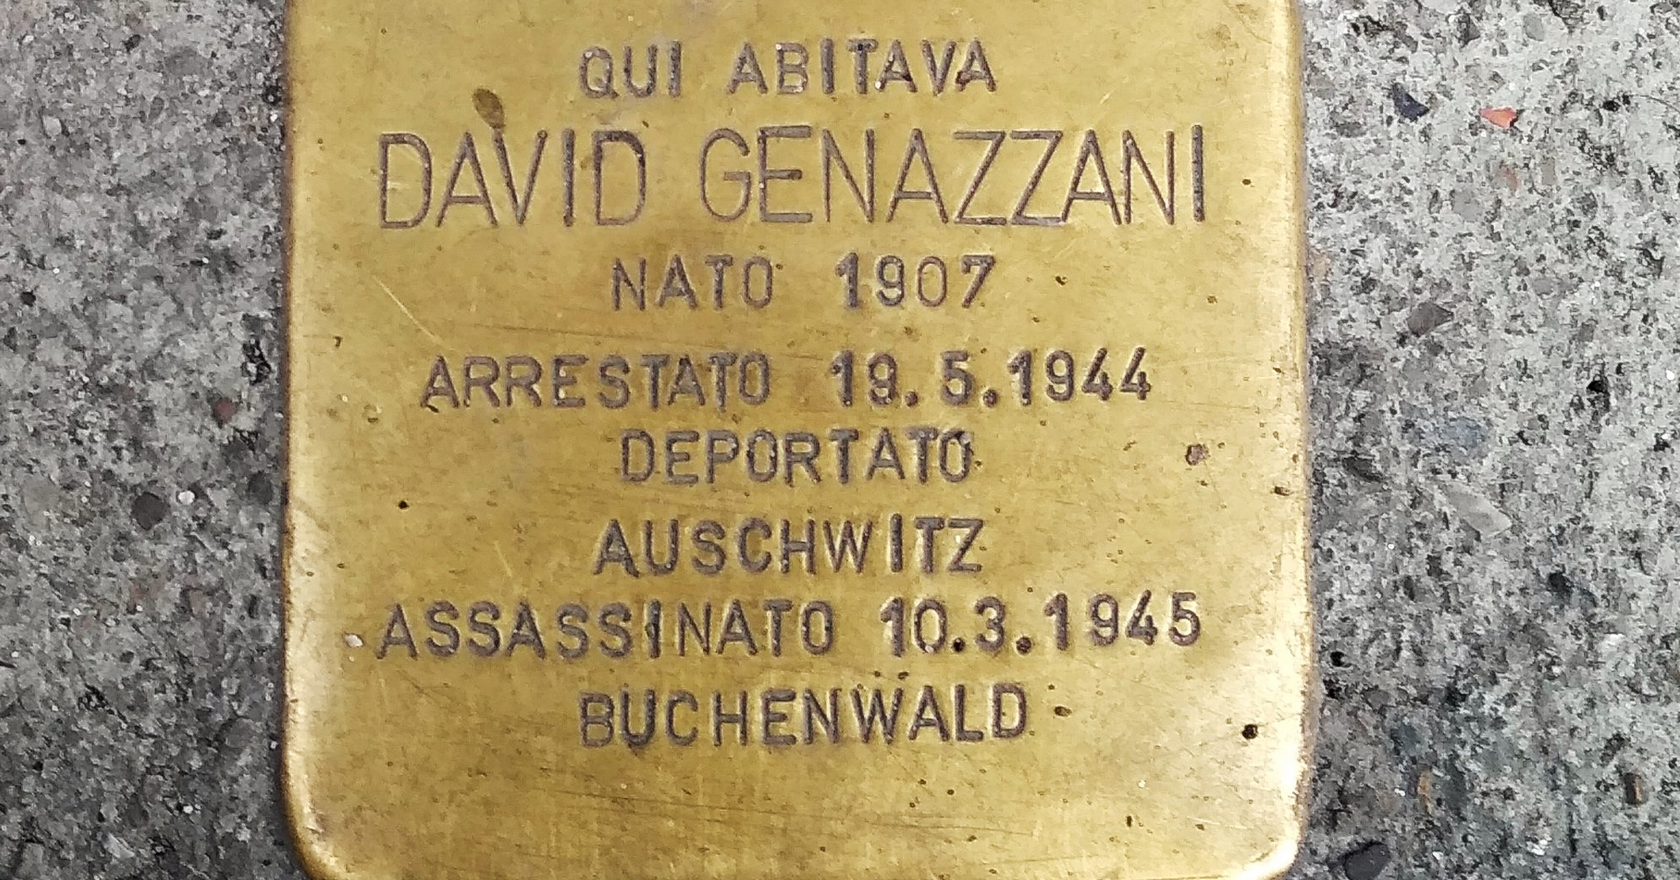 QUI ABITAVA
DAVID GENAZZANI
NATO 1907
ARRESTATO 19.5.1944
DEPORTATO
AUSCHWITZ
ASSASSINATO 10.3.1945
BUCHENWALD